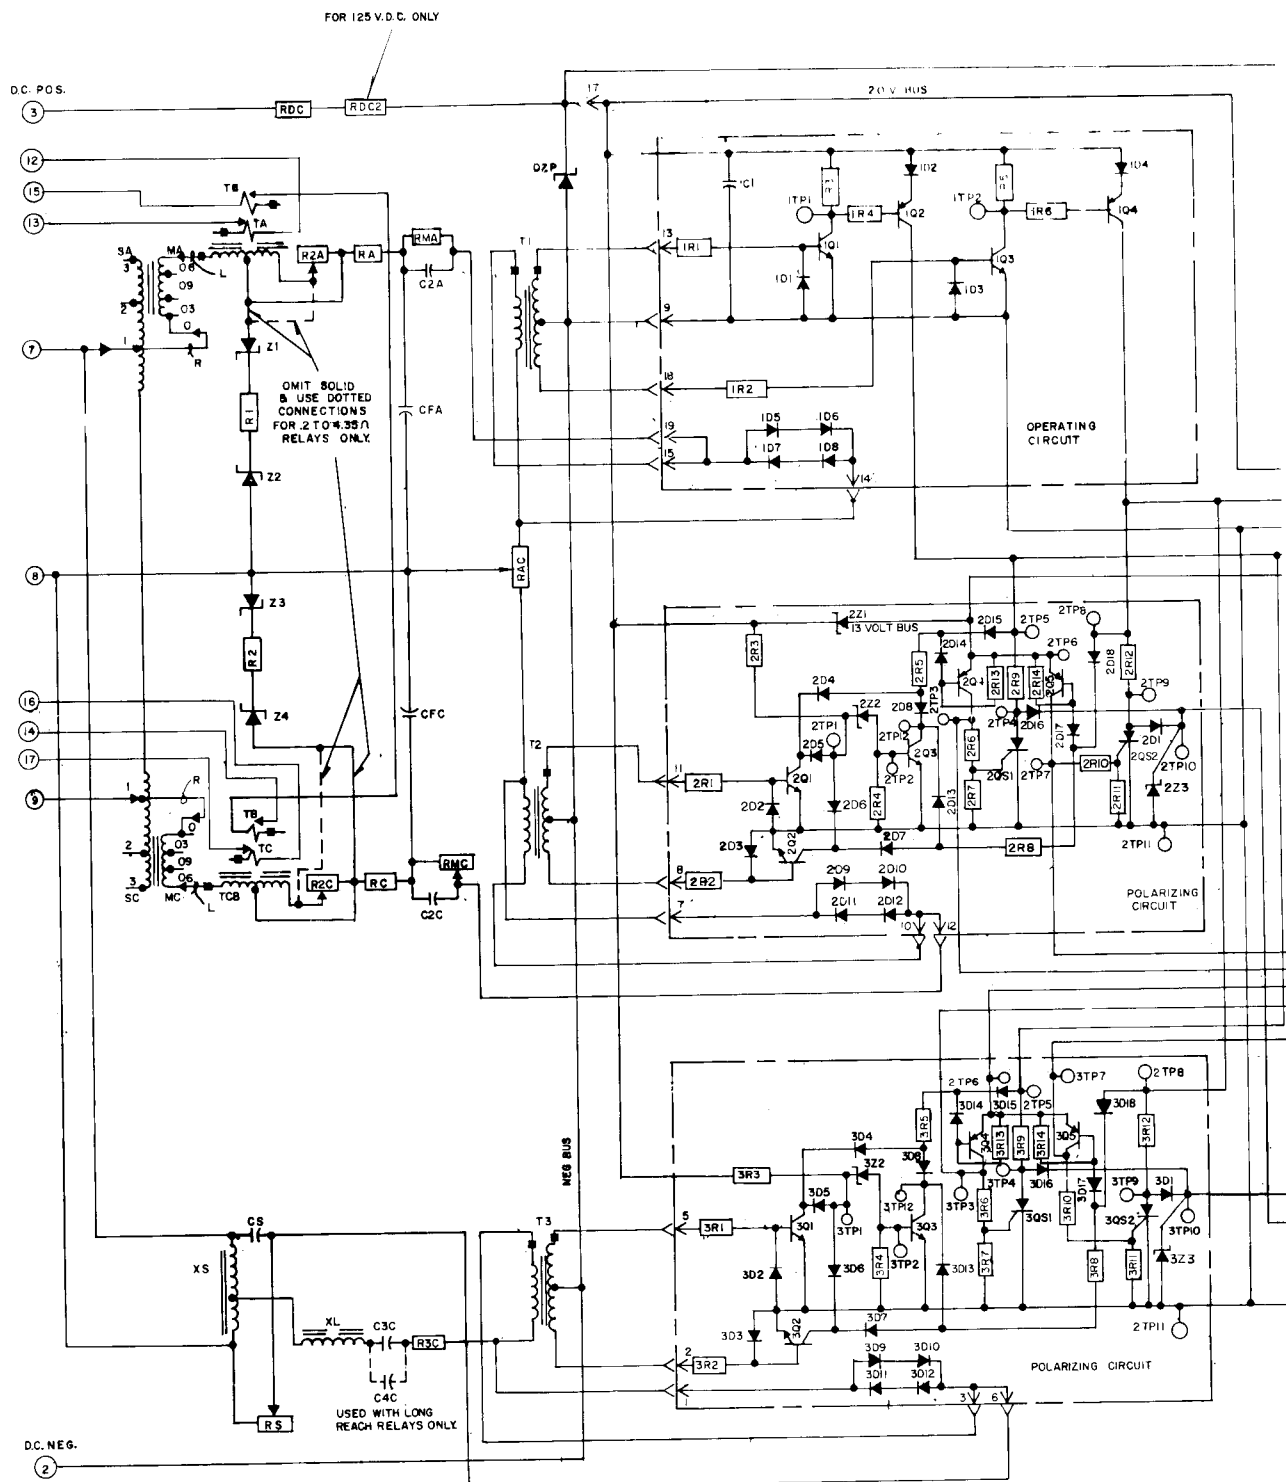 FOR 125 V.D.C. ONLY
D.C. POS.
3
RDC
RDC2
17
20 V BUS
12
15
13
TB
TA
DZP
1C1
1D2
1D4
1TP1
1R4
1Q2
1TP2
1R6
1Q4
SA
MA
06
L
R2A
RA
RMA
C2A
T1
13
1R1
1Q1
1Q3
3
09
2
03
O
1D1
1D3
9
7
1
R
Z1
OMIT SOLID
& USE DOTTED
CONNECTIONS
FOR .2 TO 4.35Ω
RELAYS ONLY.
R1
CFA
18
1R2
19
15
1D5
1D6
1D7
1D8
14
OPERATING
CIRCUIT
Z2
8
RAC
Z3
R2
Z4
2Z1
13 VOLT BUS
2R3
2D15
2TP5
2TP8
2D14
2TP6
2R5
2Q4
2R13
2R9
2R14
2Q5
2D18
2R12
2TP9
16
14
17
CFC
2D4
2Z2
2D8
2TP3
2TP4
2D16
2D17
2TP1
2TP12
2D5
2Q3
2R6
2D1
2QS2
2TP10
T2
11
2R1
2Q1
2TP2
2QS1
2TP7
2R10
2Z3
9
1
R
TB
2D2
2D6
2R4
2D13
2R7
2R11
O
2
03
TC
2D3
2Q2
2D7
2R8
2TP11
09
3
06
SC
MC
L
TCB
R2C
RC
RMC
C2C
8
2R2
7
2D9
2D10
2D11
2D12
10
12
POLARIZING
CIRCUIT
NEG BUS
2TP6
3D15
2TP5
3TP7
2TP8
3D14
3D18
3R5
3Q4
3R13
3R9
3R14
3Q5
3R12
3D4
3D8
3R3
3Z2
3TP4
3D16
3D17
3TP9
3D1
3D5
3TP12
3TP3
3R6
3R10
3QS2
3TP10
CS
T3
5
3R1
3Q1
3TP1
3Q3
3QS1
XS
3D2
3D6
3R4
3TP2
3D13
3R7
3R8
3R11
3Z3
XL
C3C
R3C
3D3
3Q2
3D7
2TP11
C4C
2
3R2
1
3D9
3D10
3D11
3D12
3
6
POLARIZING CIRCUIT
USED WITH LONG
REACH RELAYS ONLY.
RS
D.C. NEG.
2